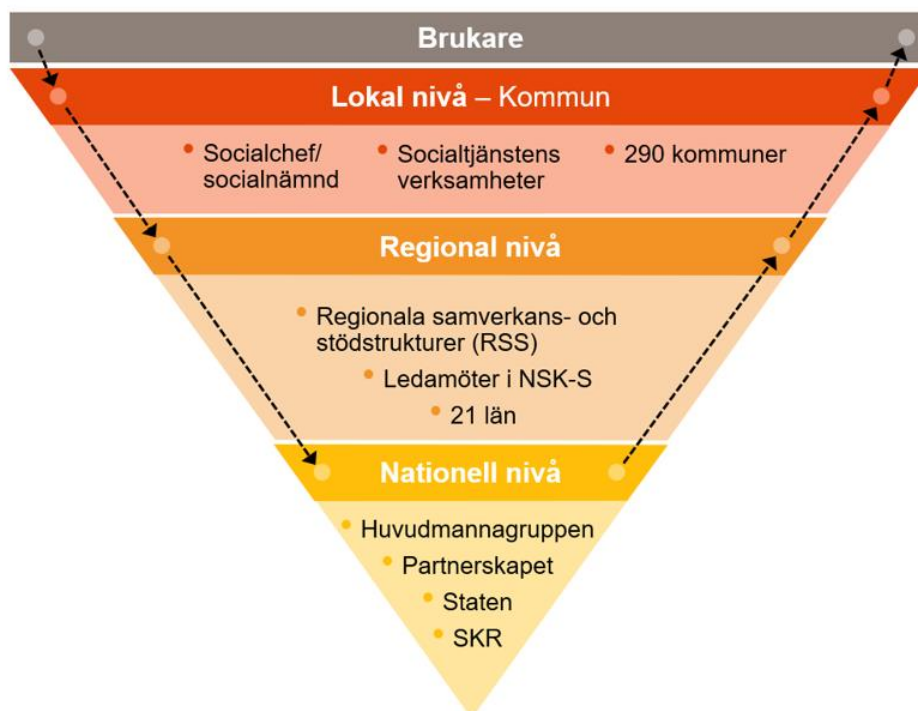 Brukare
Lokal nivå – Kommun
Socialchef/
socialnämnd
Socialtjänstens
verksamheter
290 kommuner
Regional nivå
Regionala samverkans- och
stödstrukturer (RSS)
Ledamöter i NSK-S
21 län
Nationell nivå
Huvudmannagruppen
Partnerskapet
Staten
SKR